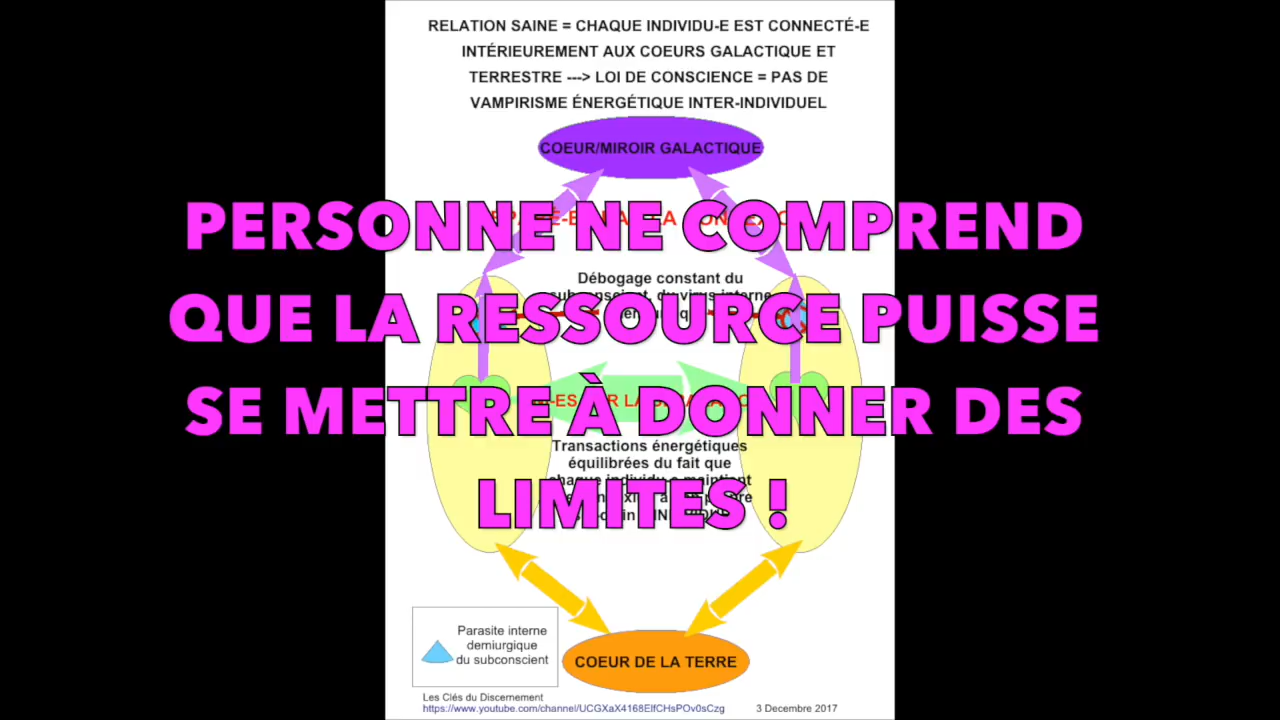 RELATION SAINE = CHAQUE INDIVIDU-E EST CONNECTÉ-E
INTÉRIEUREMENT AUX COEURS GALACTIQUE ET
TERRESTRE ---> LOI DE CONSCIENCE = PAS DE
VAMPIRISME ÉNERGÉTIQUE INTER-INDIVIDUEL
COEUR/MIROIR GALACTIQUE
PERSONNE NE COMPREND
Débogage constant du
QUE LA RESSOURCE PUISSE
SE METTRE À DONNER DES
Transactions énergétiques
équilibrées du fait que
LIMITES !
Parasite interne
demiurgique
du subconscient
COEUR DE LA TERRE
Les Clés du Discernement
https://www.youtube.com/channel/UCGXaX4168ElfCHsPOv0sCzg 3 Decembre 2017